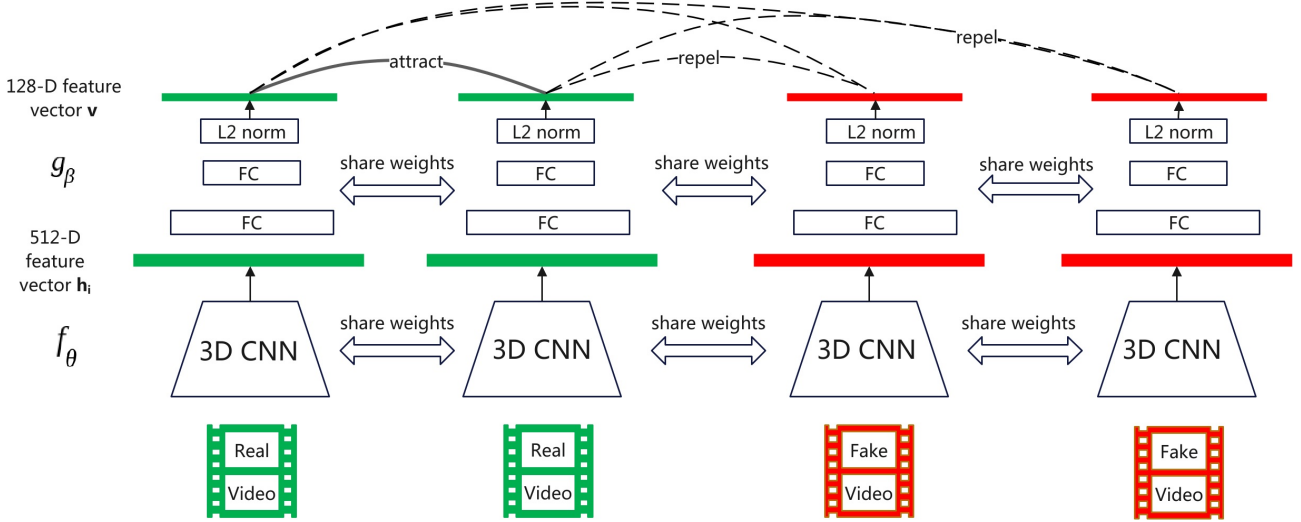 repel
attract
repel
128-D feature
vector v
L2 norm
L2 norm
L2 norm
L2 norm
gβ
FC
share weights
FC
share weights
FC
share weights
FC
FC
FC
FC
FC
512-D
feature
vector hi
fθ
3D CNN
share weights
3D CNN
share weights
3D CNN
share weights
3D CNN
Real
Video
Real
Video
Fake
Video
Fake
Video